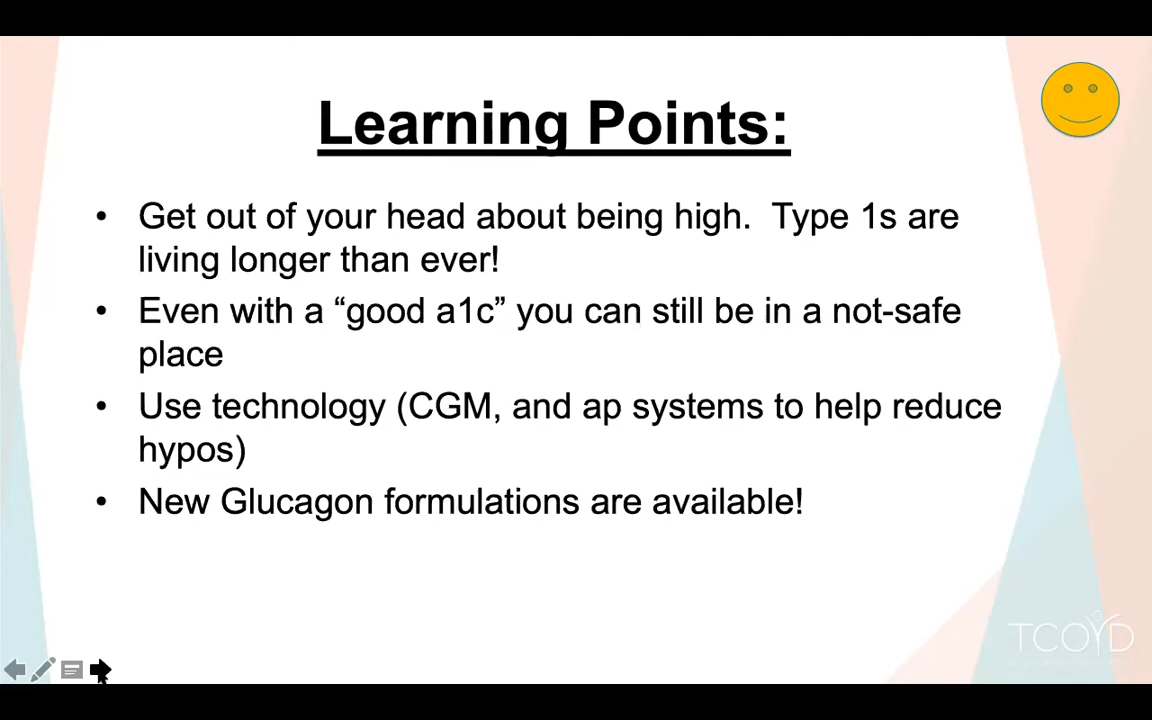 Learning Points:
• Get out of your head about being high.  Type 1s are
living longer than ever!
• Even with a “good a1c” you can still be in a not-safe
place
• Use technology (CGM, and ap systems to help reduce
hypos)
• New Glucagon formulations are available!
TCOYD